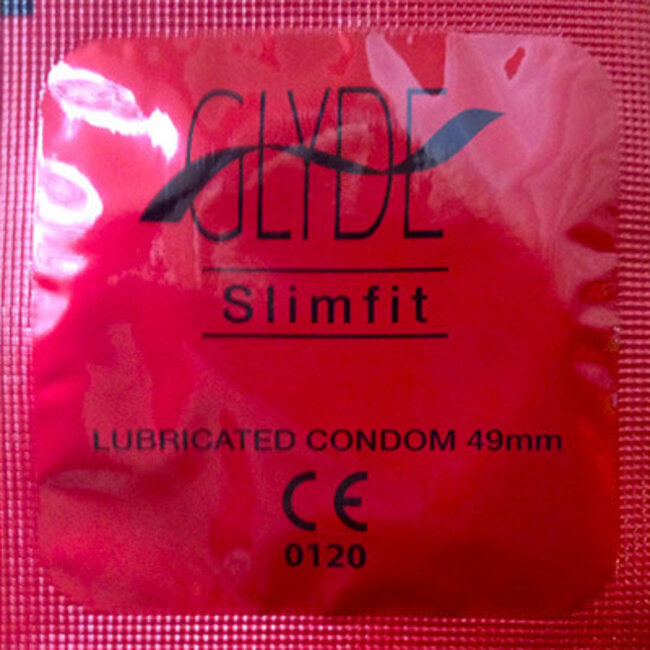 GLYDE
Slimfit
LUBRICATED CONDOM 49mm
CE
0120